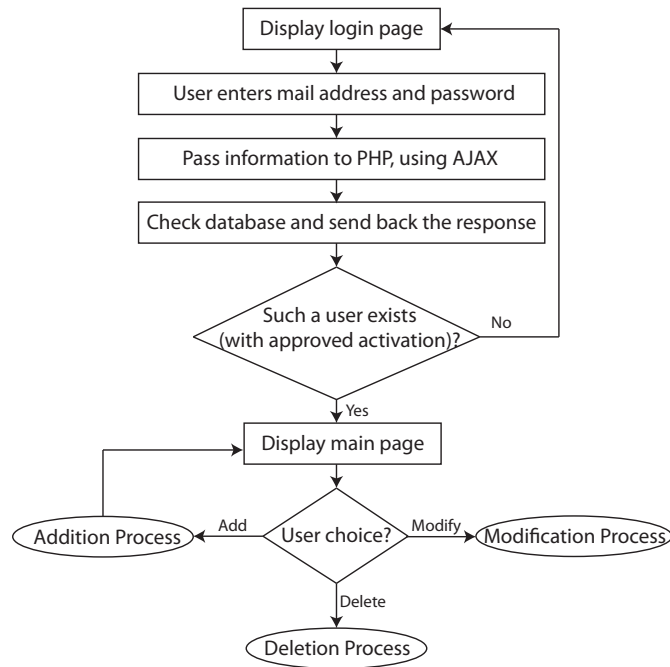 Display login page
User enters mail address and password
Pass information to PHP, using AJAX
Check database and send back the response
Such a user exists
(with approved activation)?
No
Yes
Display main page
Addition Process
Add
User choice?
Modify
Modification Process
Delete
Deletion Process